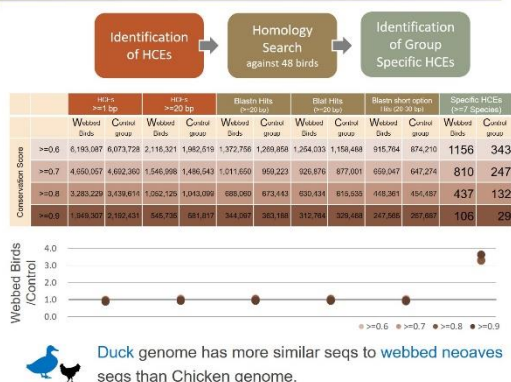 Identification of HCEs
Homology Search
against 48 birds
Identification of Group Specific HCEs
HCEs >=1 bp HCEs >=20 bp Blastn Hits (>=20 bp) Blat Hits (>=20 bp) Blastn short option Hits (20-30 bp) Specific HCEs (>=7 Species)
Webbed Birds Control group Webbed Birds Control group Webbed Birds Control group Webbed Birds Control group Webbed Birds Control group Webbed Birds Control group
Conservation Score
>=0.6 6,193,087 6,073,728 2,116,321 1,982,519 1,372,756 1,269,858 1,254,033 1,158,468 915,764 874,210 1156 343
>=0.7 4,650,057 4,692,360 1,546,998 1,486,543 1,011,650 959,223 926,876 877,001 659,047 647,274 810 247
>=0.8 3,283,229 3,439,614 1,052,125 1,043,099 688,060 673,443 630,434 615,535 448,361 454,487 437 132
>=0.9 1,949,307 2,192,431 545,735 581,817 344,097 363,168 312,784 329,468 247,566 267,667 106 29
Webbed Birds /Control
4.0
3.0
2.0
1.0
0.0
>=0.6 >=0.7 >=0.8 >=0.9
Duck genome has more similar seqs to webbed neoaves
seqs than Chicken genome.